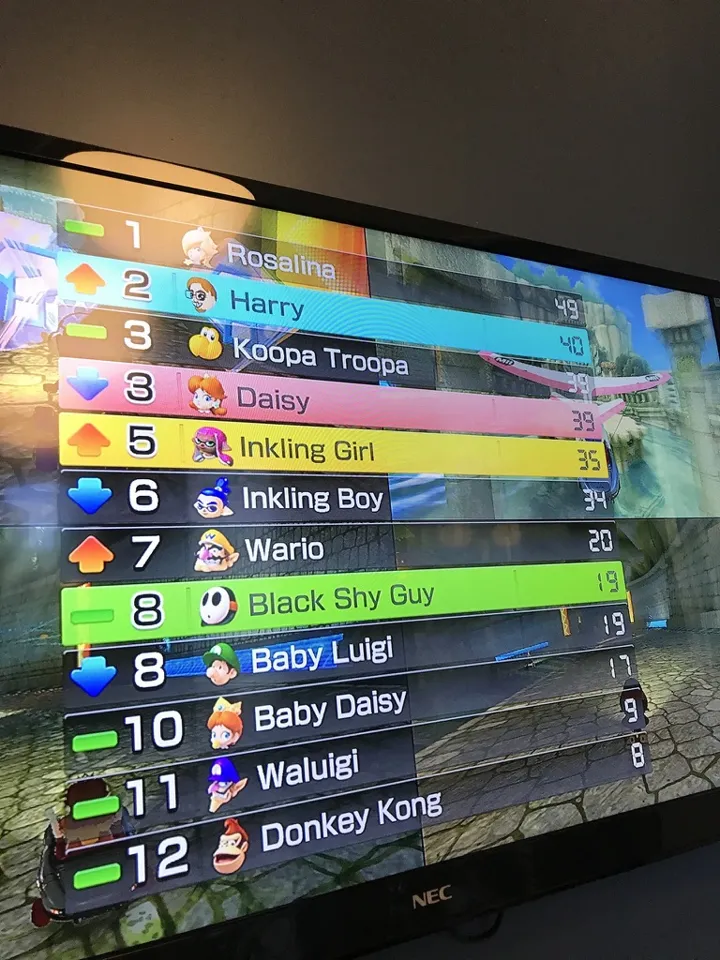 1 Rosalina 49
2 Harry 40
3 Koopa Troopa 39
3 Daisy 39
5 Inkling Girl 35
6 Inkling Boy 34
7 Wario 20
8 Black Shy Guy 19
8 Baby Luigi 19
10 Baby Daisy 17
11 Waluigi 9
12 Donkey Kong 8
NEC